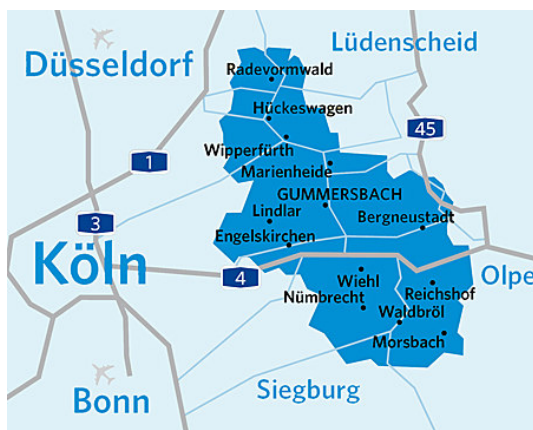 Lüdenscheid
Düsseldorf
Radevormwald
Hückeswagen
45
Wipperfürth
1
Marienheide
GUMMERSBACH
Lindlar
Bergneustadt
3
Engelskirchen
Köln
4
Wiehl
Olpe
Nümbrecht
Reichshof
Waldbröl
Morsbach
Siegburg
Bonn